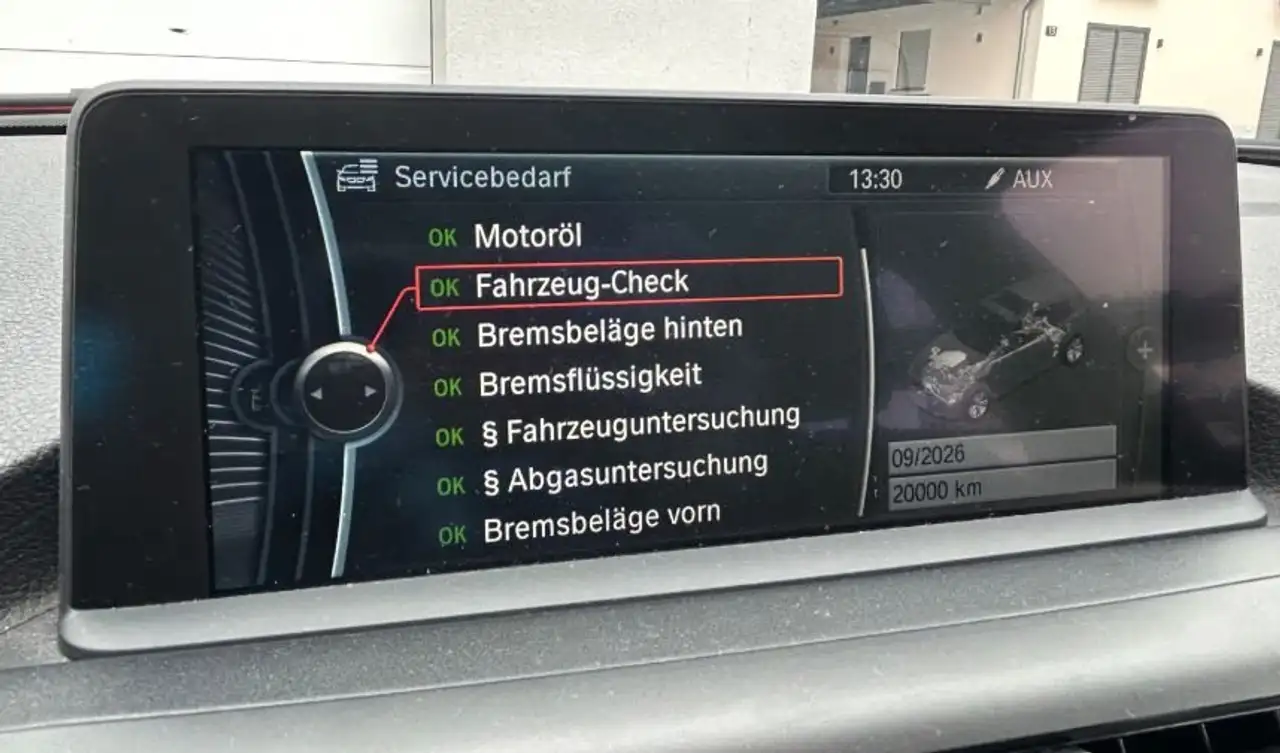 Servicebedarf
13:30
AUX
OK Motoröl
OK Fahrzeug-Check
OK Bremsbeläge hinten
OK Bremsflüssigkeit
OK § Fahrzeuguntersuchung
OK § Abgasuntersuchung
OK Bremsbeläge vorn
09/2026
20000 km